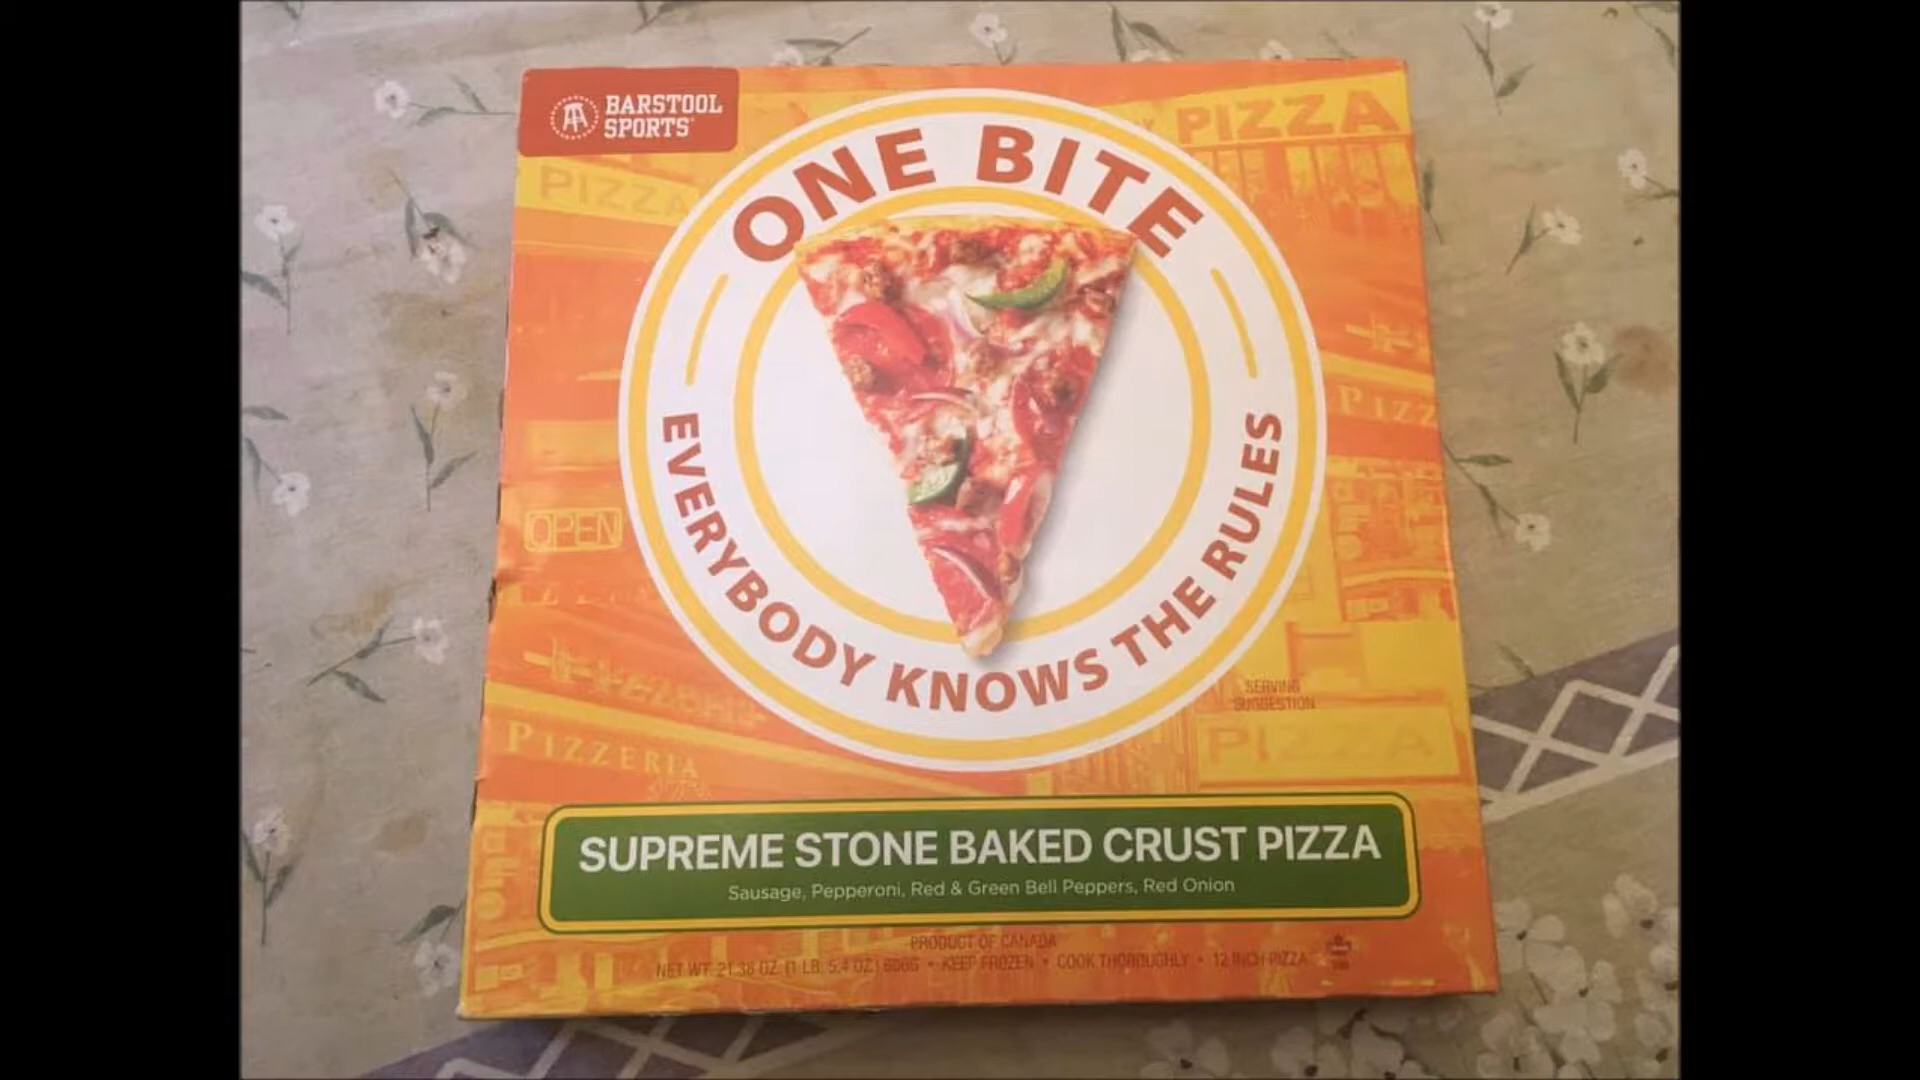 BARSTOOL
SPORTS
PIZZA
ONE BITE
PIZZA
PIZZ
EVERYBODY KNOWS THE RULES
OPEN
SERVING
SUGGESTION
PIZZERIA
PIZZA
SUPREME STONE BAKED CRUST PIZZA
Sausage, Pepperoni, Red & Green Bell Peppers, Red Onion
PRODUCT OF CANADA
NET WT. 21.38 OZ. (1 LB. 5.4 OZ.) 606G • KEEP FROZEN • COOK THOROUGHLY • 12 INCH PIZZA